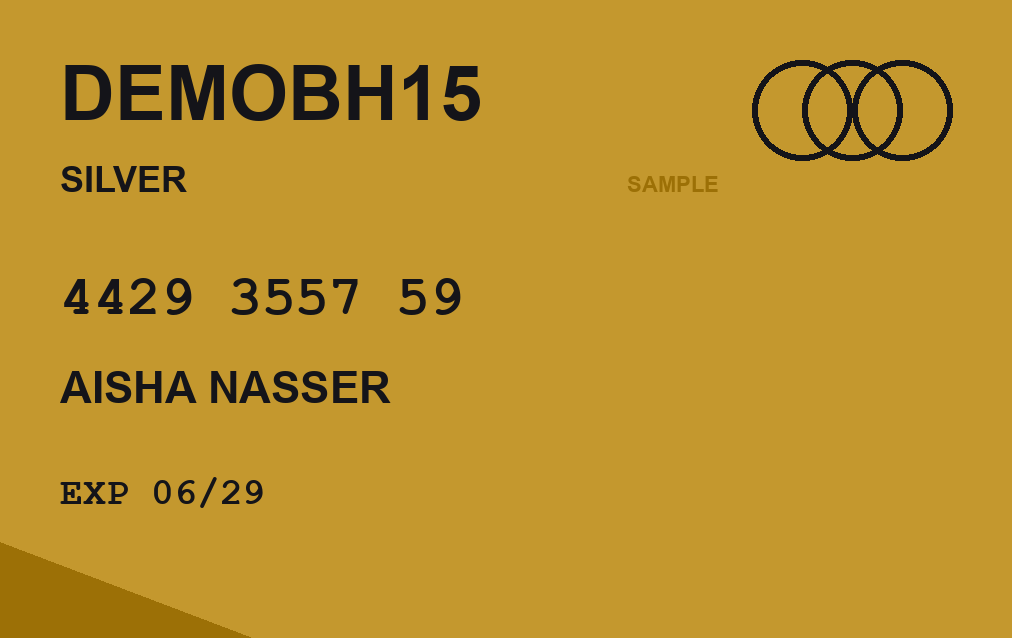 DEMOBH15
SILVER
SAMPLE
4429 3557 59
AISHA NASSER
EXP 06/29